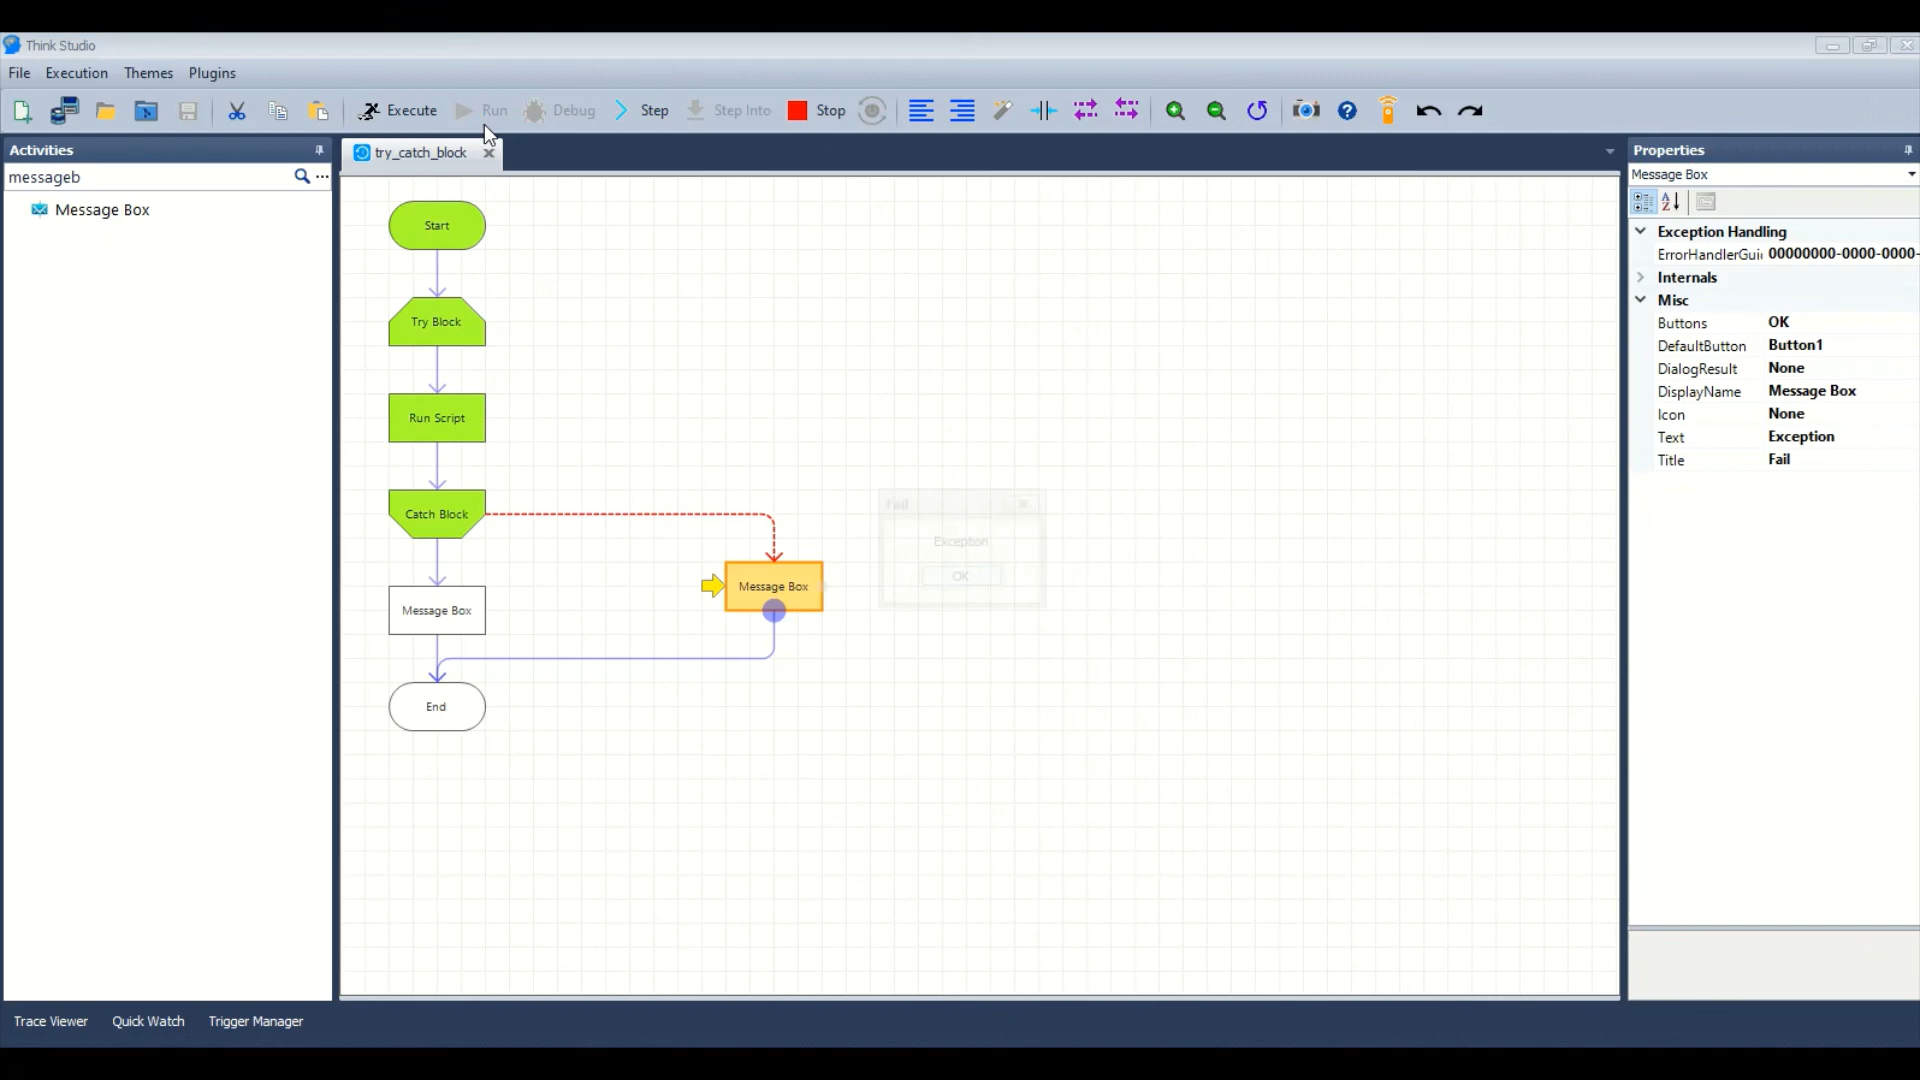 Think Studio
File Execution Themes Plugins
Execute Run Debug Step Step Into Stop
Activities
messageb
Message Box
try_catch_block
Start
Try Block
Run Script
Catch Block
Message Box
End
Message Box
Fail
Exception
OK
Properties
Message Box
Exception Handling
ErrorHandlerGui 00000000-0000-0000-
Internals
Misc
Buttons OK
DefaultButton Button1
DialogResult None
DisplayName Message Box
Icon None
Text Exception
Title Fail
Trace Viewer Quick Watch Trigger Manager